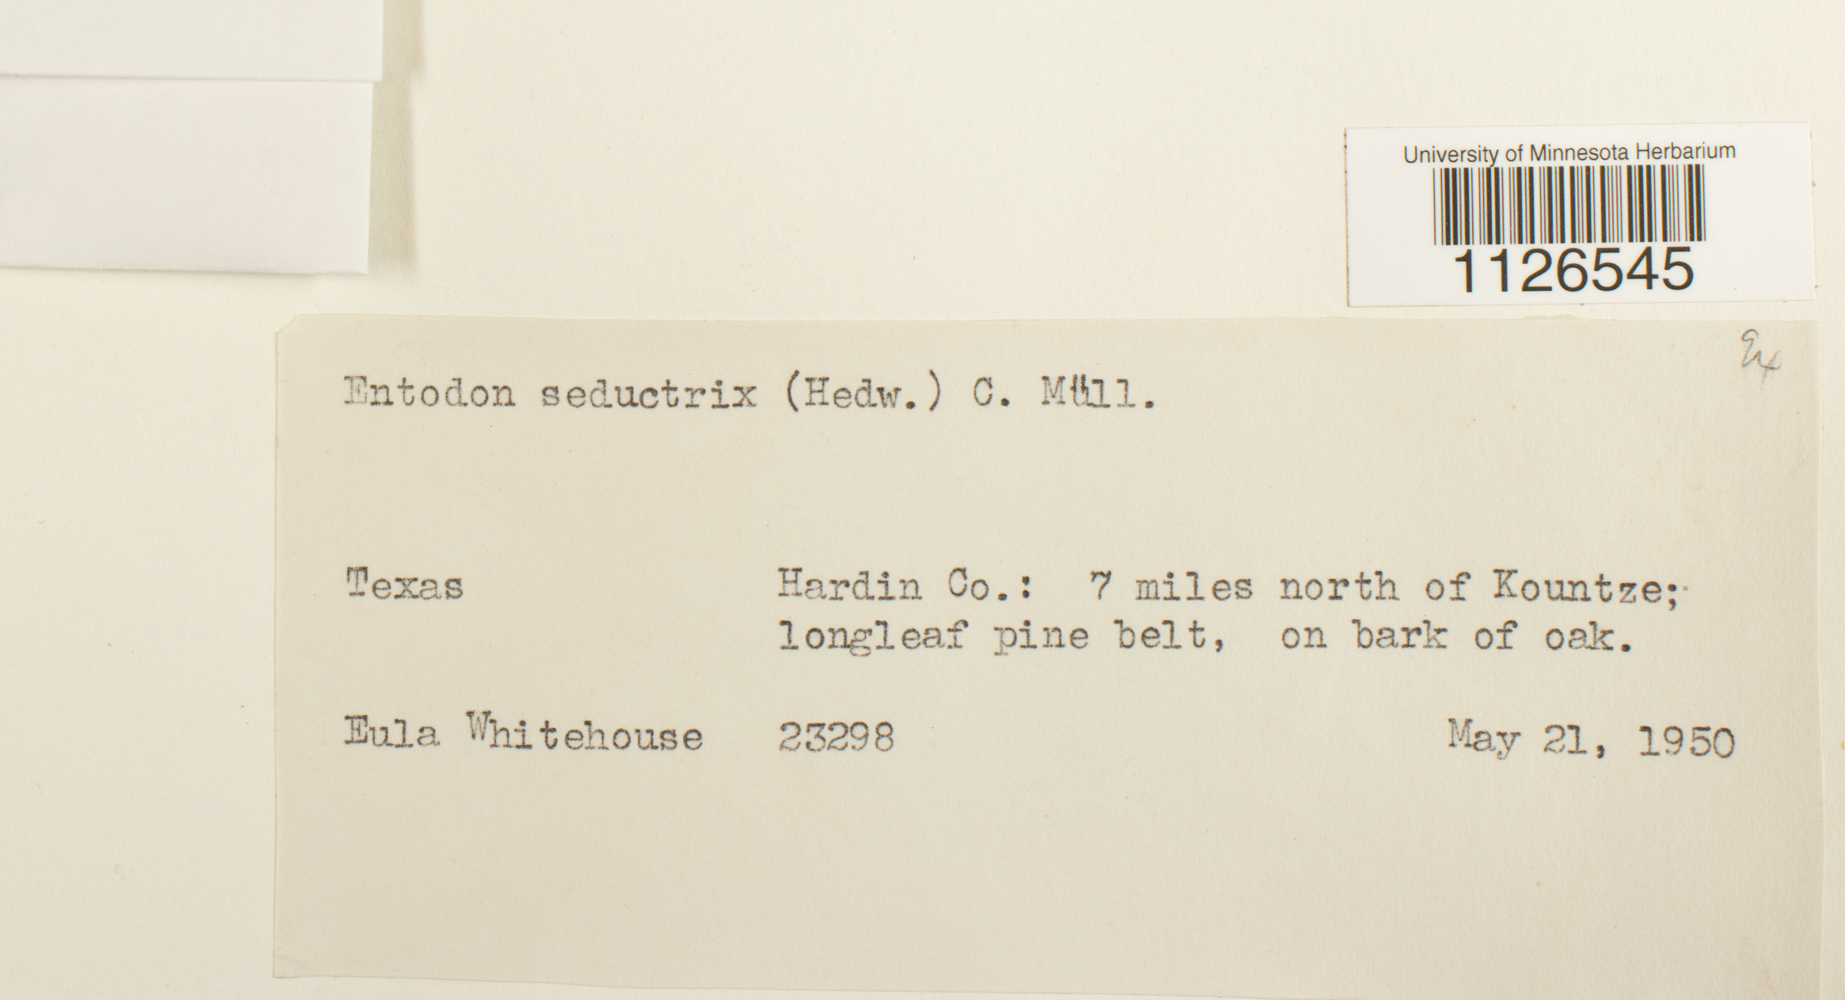 University of Minnesota Herbarium
1126545
Ex
Entodon seductrix (Hedw.) C. Müll.
Texas Hardin Co.: 7 miles north of Kountze;
longleaf pine belt, on bark of oak.
Eula Whitehouse 23298 May 21, 1950